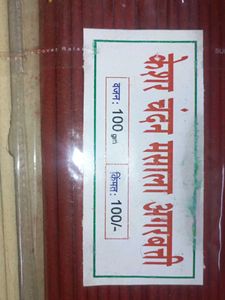 केशर चंदन मसाला अगरबत्ती
वजन: 100 gm
किंमत: 100/-